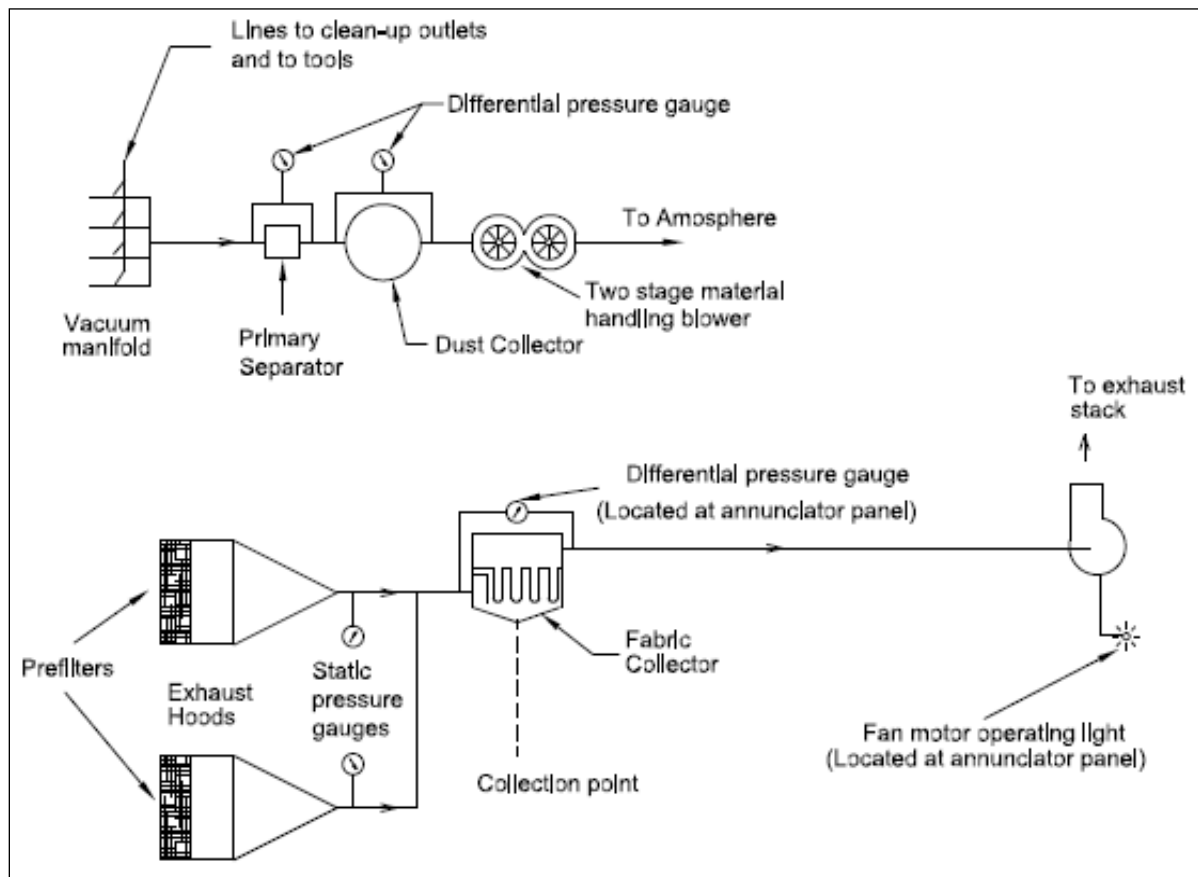 Lines to clean-up outlets
and to tools
Differential pressure gauge
To Amosphere
Two stage material
handling blower
Vacuum
manifold
Primary
Separator
Dust Collector
To exhaust
stack
Differential pressure gauge
(Located at annunciator panel)
Prefilters
Exhaust
Hoods
Static
pressure
gauges
Fabric
Collector
Collection point
Fan motor operating light
(Located at annunciator panel)